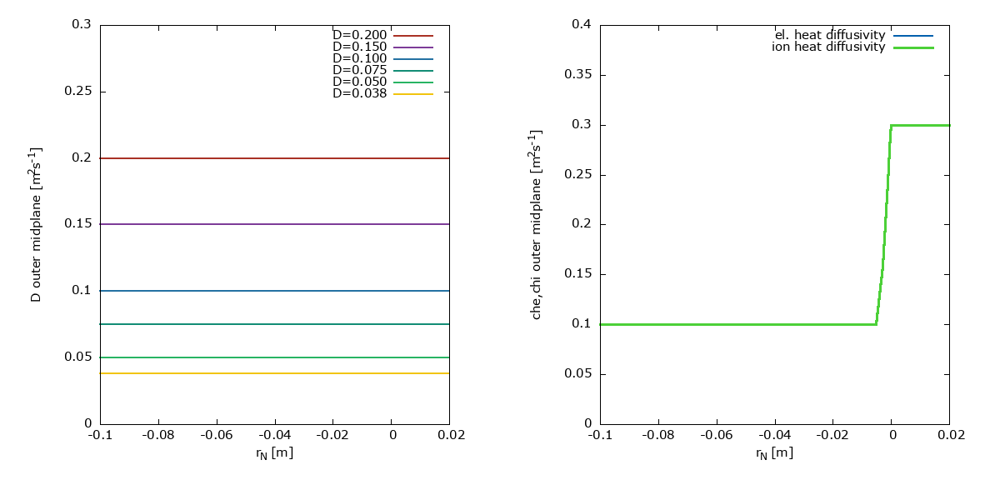 0.3
0.25
0.2
0.15
0.1
0.05
0
-0.1 -0.08 -0.06 -0.04 -0.02 0 0.02
D outer midplane [m²s⁻¹]
r_N [m]
D=0.200
D=0.150
D=0.100
D=0.075
D=0.050
D=0.038
0.4
0.35
0.3
0.25
0.2
0.15
0.1
0.05
0
-0.1 -0.08 -0.06 -0.04 -0.02 0 0.02
che,chi outer midplane [m²s⁻¹]
r_N [m]
el. heat diffusivity
ion heat diffusivity